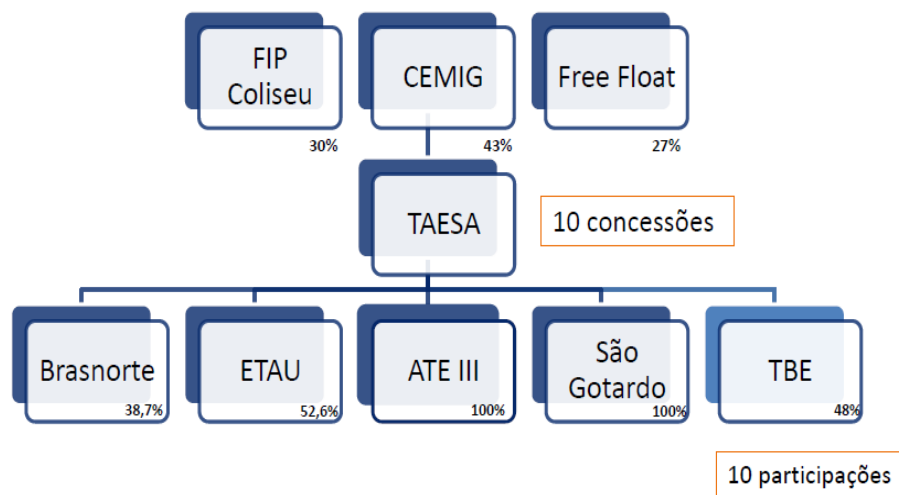 FIP
Coliseu
30%
CEMIG
43%
Free Float
27%
TAESA
10 concessões
Brasnorte
38,7%
ETAU
52,6%
ATE III
100%
São
Gotardo
100%
TBE
48%
10 participações